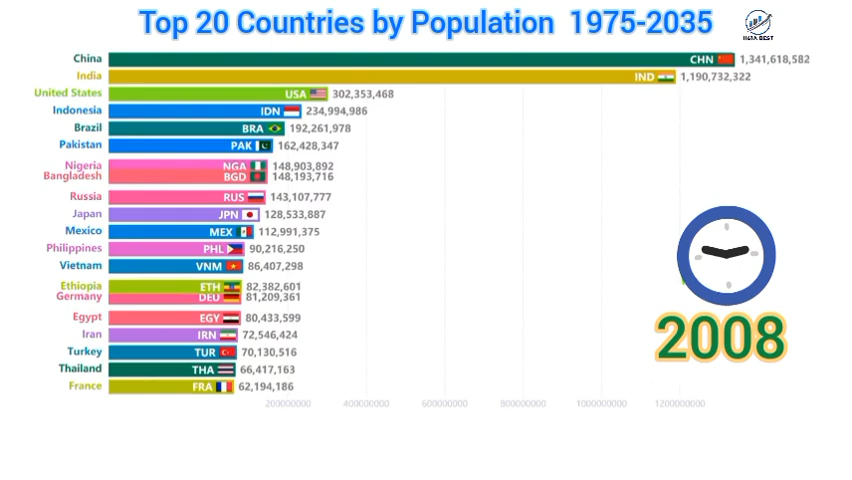 Top 20 Countries by Population 1975-2035
China CHN 1,341,618,582
India IND 1,190,732,322
United States USA 302,353,468
Indonesia IDN 234,994,986
Brazil BRA 192,261,978
Pakistan PAK 162,428,347
Nigeria NGA 148,903,892
Bangladesh BGD 148,193,716
Russia RUS 143,107,777
Japan JPN 128,533,887
Mexico MEX 112,991,375
Philippines PHL 90,216,250
Vietnam VNM 86,407,298
Ethiopia ETH 82,382,601
Germany DEU 81,209,361
Egypt EGY 80,433,599
Iran IRN 72,546,424
Turkey TUR 70,130,516
Thailand THA 66,417,163
France FRA 62,194,186
200000000 400000000 600000000 800000000 1000000000 1200000000
2008